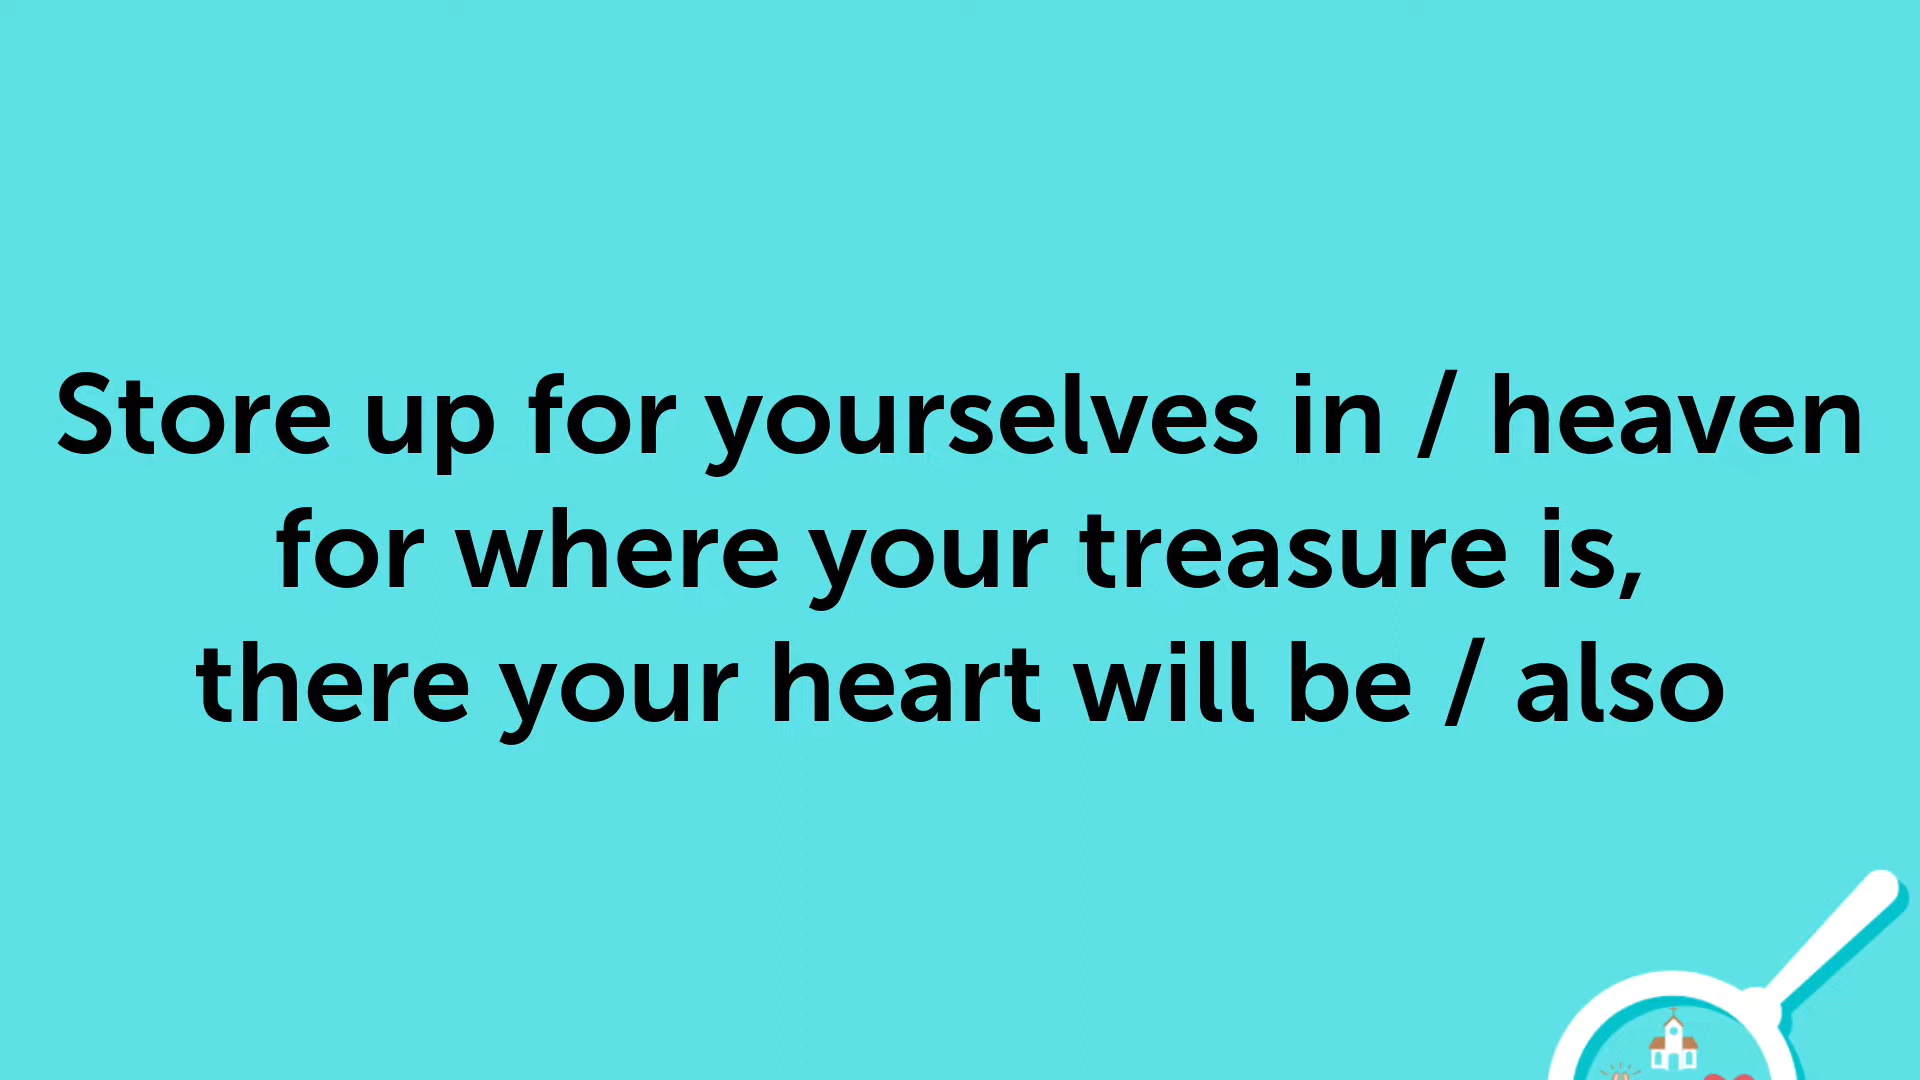 Store up for yourselves in / heaven
for where your treasure is,
there your heart will be / also